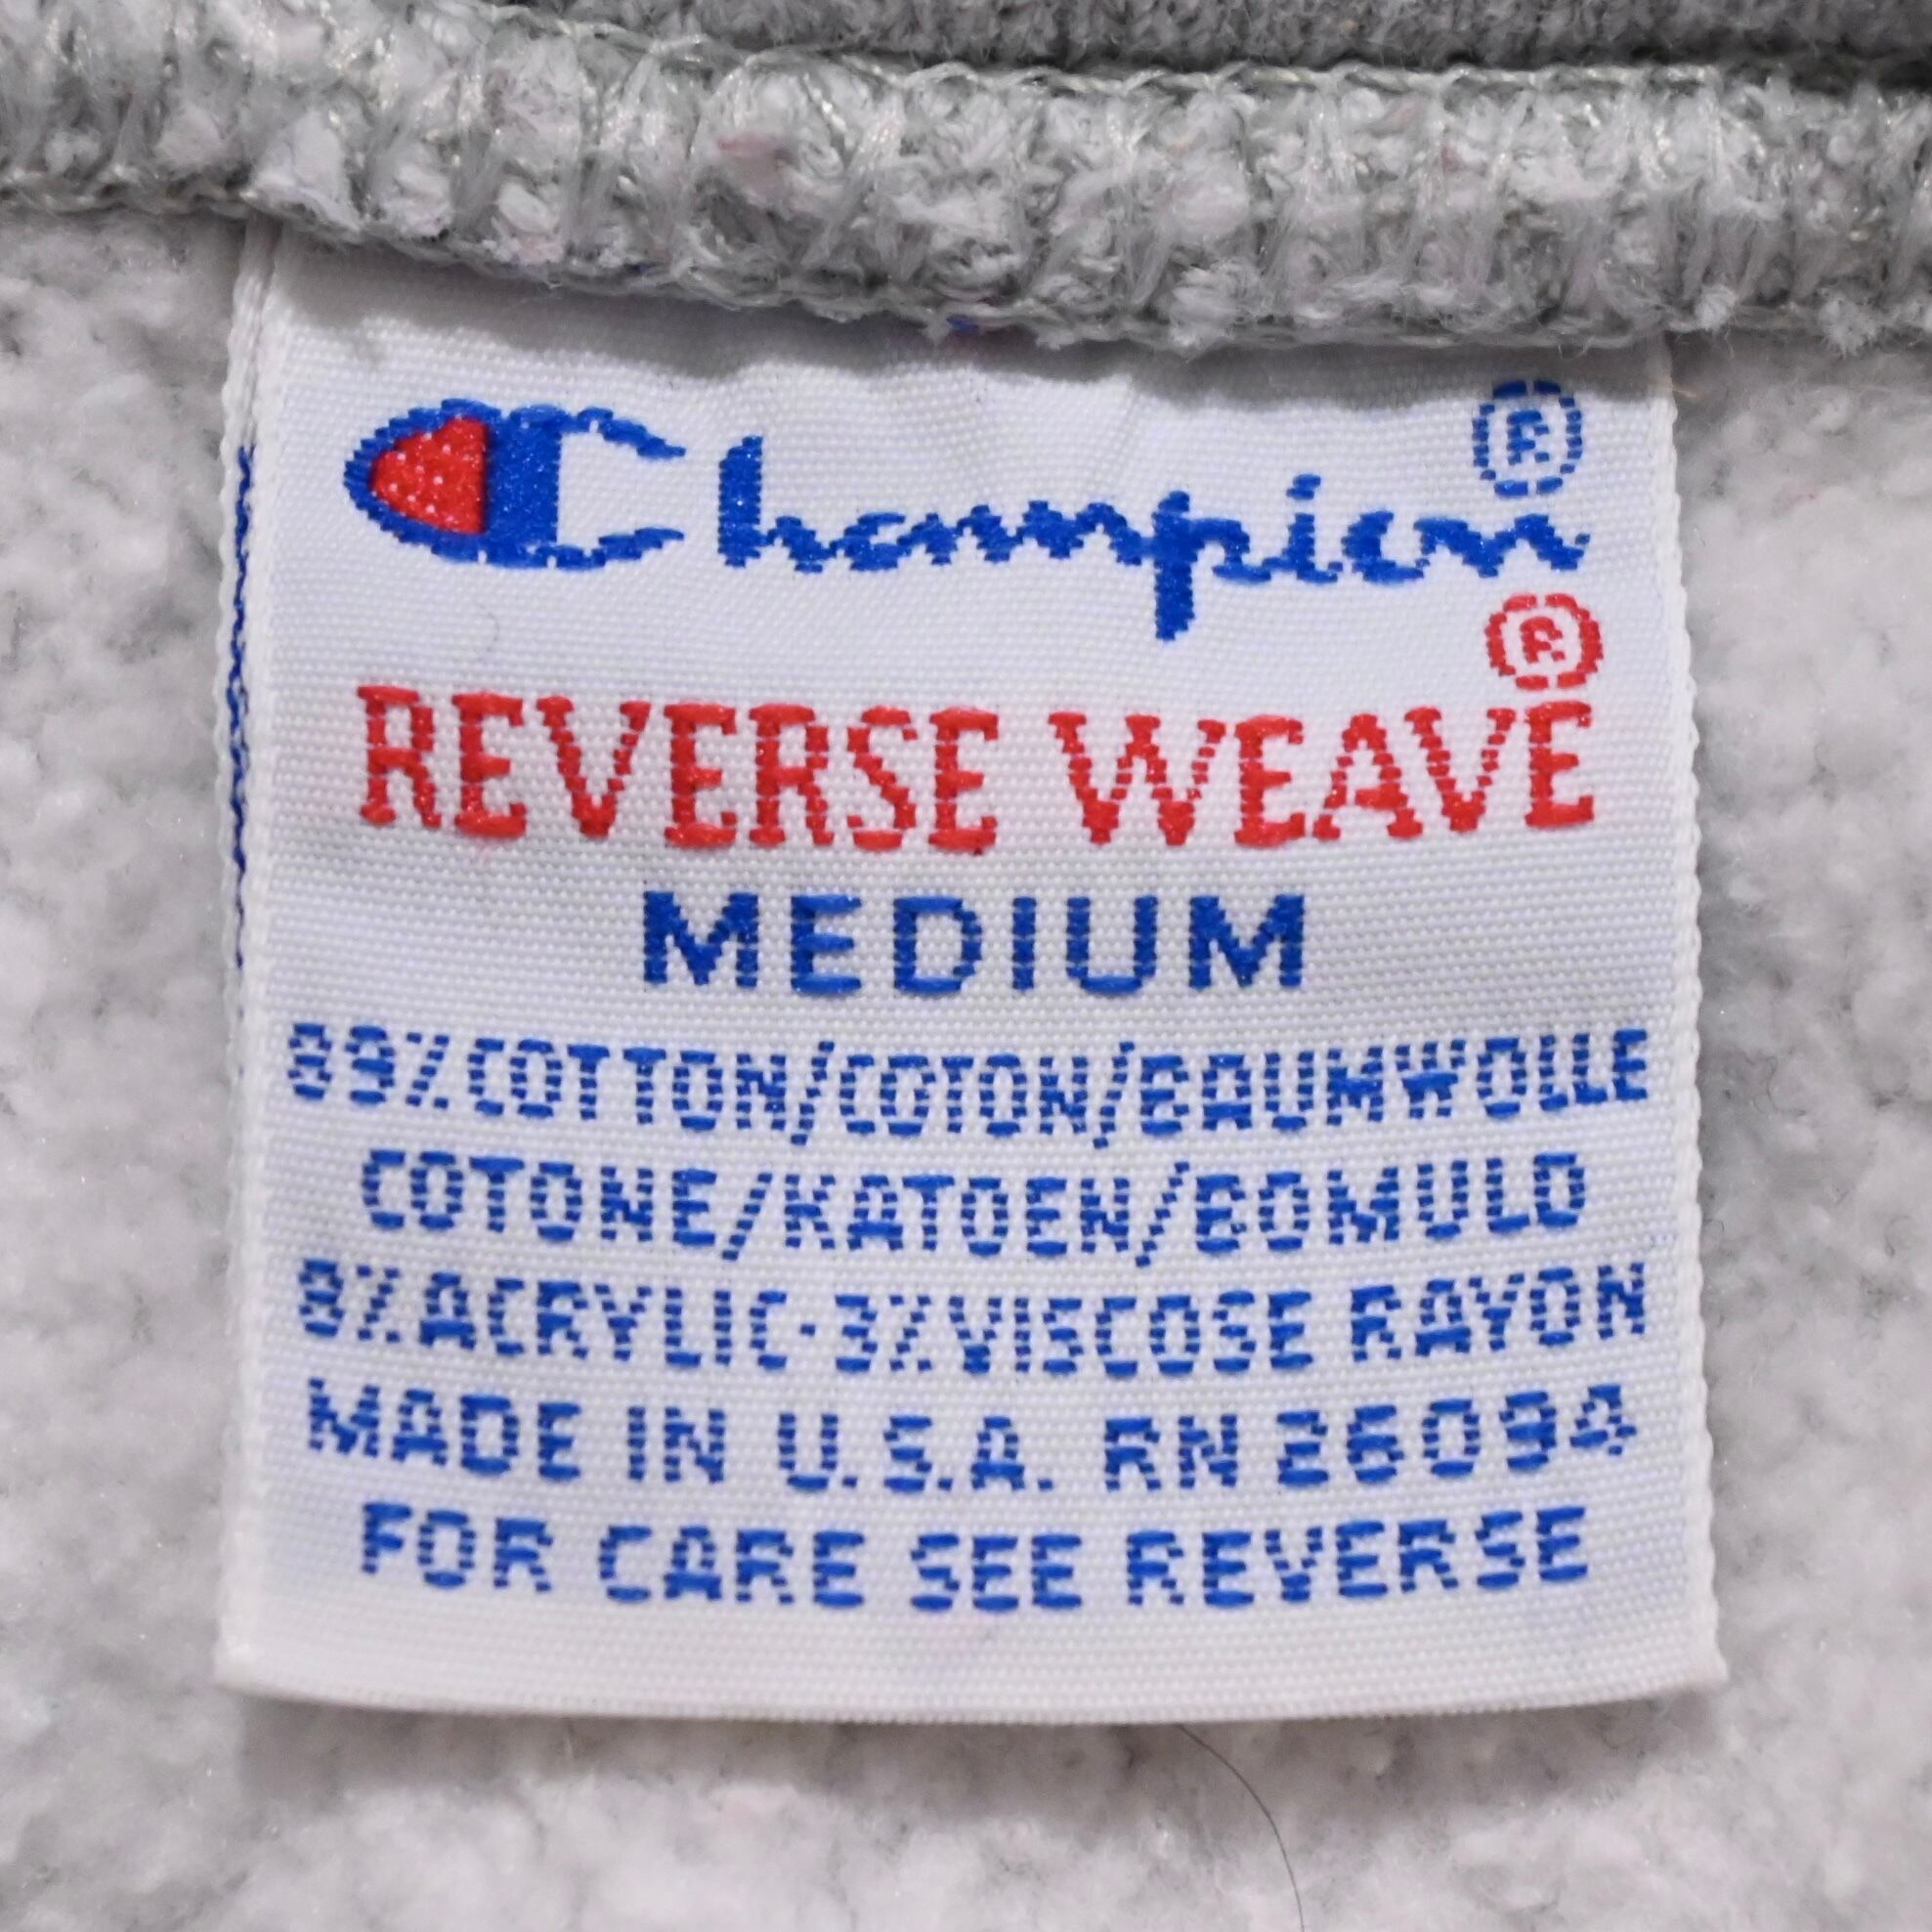 Champion®
REVERSE WEAVE®
MEDIUM
89% COTTON/COTON/BAUMWOLLE
COTONE/KATOEN/BOMULD
8% ACRYLIC·3% VISCOSE RAYON
MADE IN U.S.A. RN 26094
FOR CARE SEE REVERSE